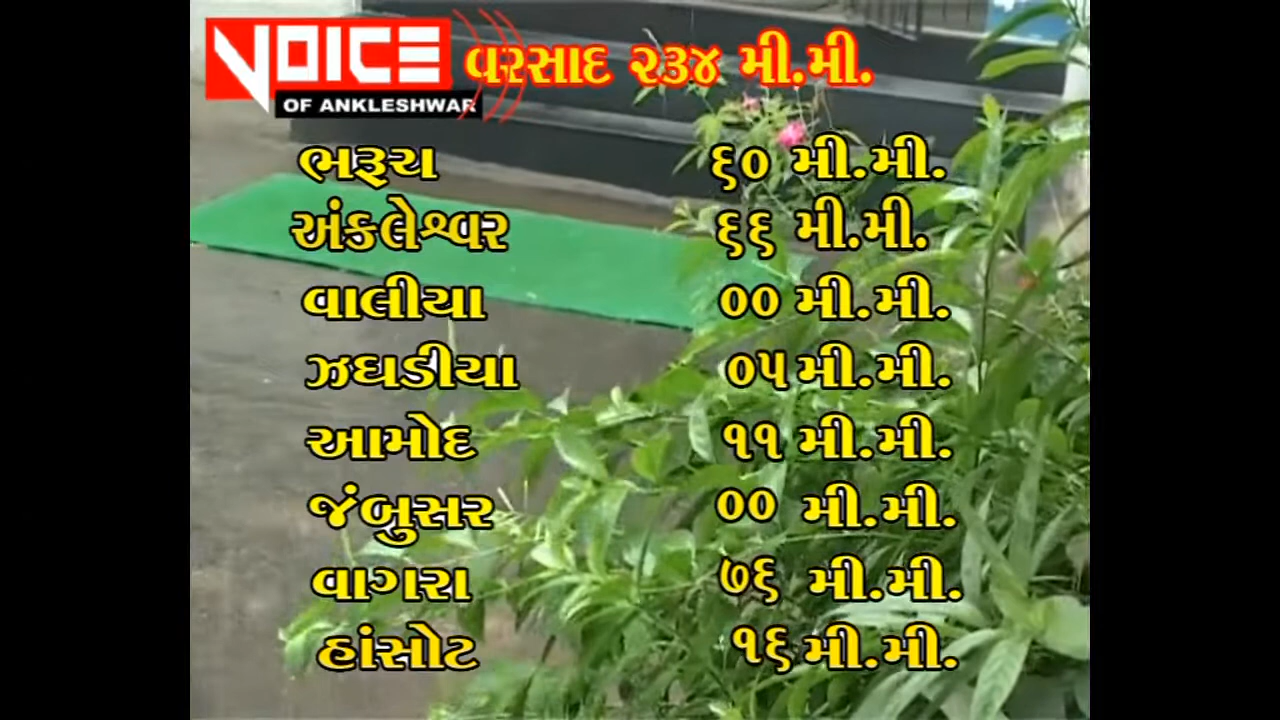 VOICE
OF ANKLESHWAR
વરસાદ ૨૩૪ મી.મી.
ભરૂચ ૬૦ મી.મી.
અંકલેશ્વર ૬૬ મી.મી.
વાલીયા ૦૦ મી.મી.
ઝઘડીયા ૦૫ મી.મી.
આમોદ ૧૧ મી.મી.
જંબુસર ૦૦ મી.મી.
વાગરા ૭૬ મી.મી.
હાંસોટ ૧૬ મી.મી.